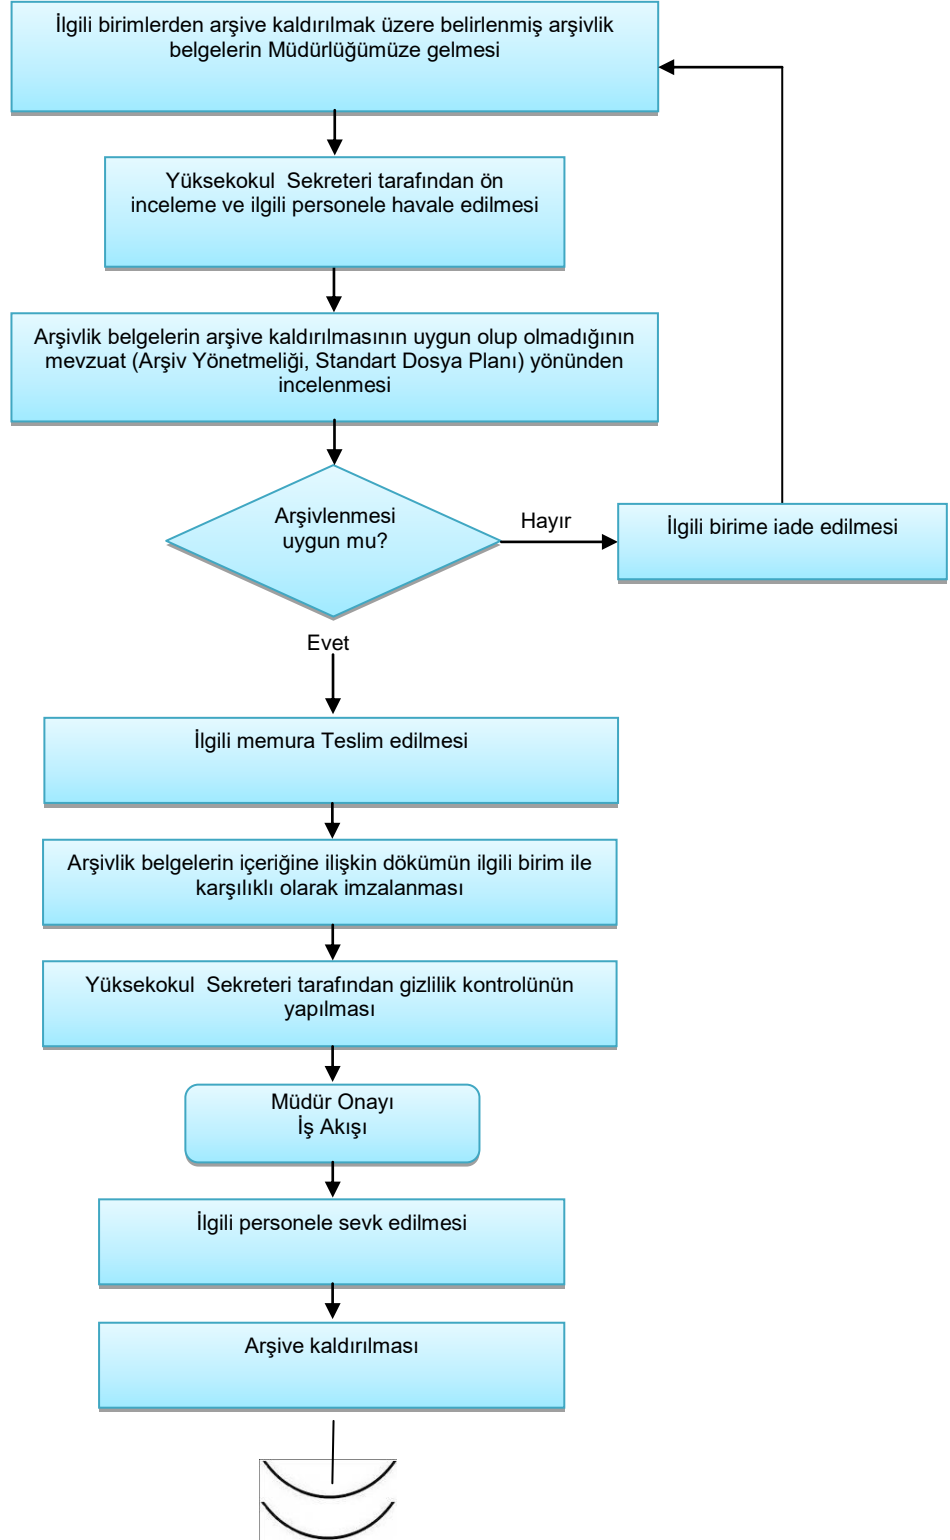 İlgili birimlerden arşive kaldırılmak üzere belirlenmiş arşivlik
belgelerin Müdürlüğümüze gelmesi
Yüksekokul  Sekreteri tarafından ön
inceleme ve ilgili personele havale edilmesi
Arşivlik belgelerin arşive kaldırılmasının uygun olup olmadığının
mevzuat (Arşiv Yönetmeliği, Standart Dosya Planı) yönünden
incelenmesi
Arşivlenmesi
uygun mu?
Hayır
İlgili birime iade edilmesi
Evet
İlgili memura Teslim edilmesi
Arşivlik belgelerin içeriğine ilişkin dökümün ilgili birim ile
karşılıklı olarak imzalanması
Yüksekokul  Sekreteri tarafından gizlilik kontrolünün
yapılması
Müdür Onayı
İş Akışı
İlgili personele sevk edilmesi
Arşive kaldırılması